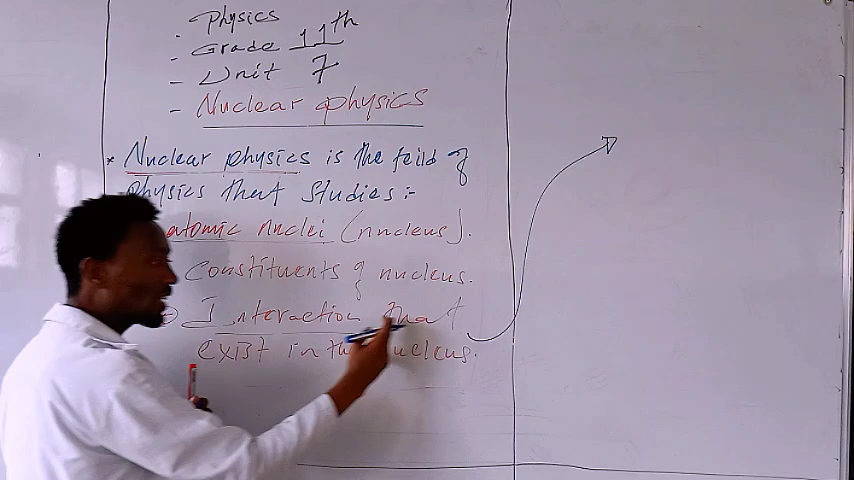 Physics
- Grade 11th
- Unit 7
- Nuclear physics
* Nuclear physics is the feild of
physics that studies:-
atomic nuclei (nucleus).
Constituents of nucleus.
Interaction that
exist in the nucleus.